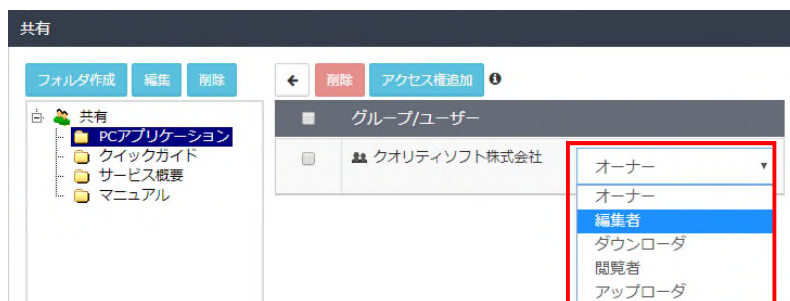 共有
フォルダ作成 編集 削除 削除 アクセス権追加
共有
PCアプリケーション
クイックガイド
サービス概要
マニュアル
グループ/ユーザー
クオリティソフト株式会社
オーナー
オーナー
編集者
ダウンローダ
閲覧者
アップローダ